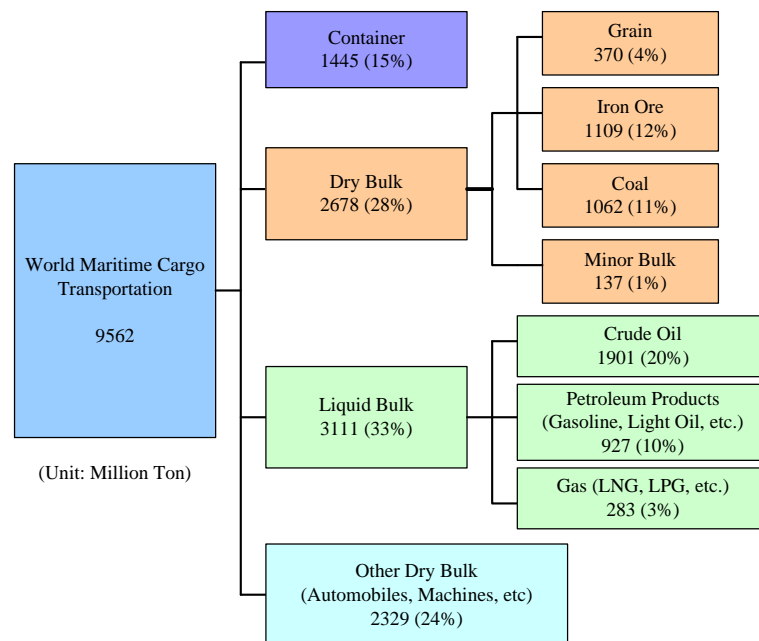 World Maritime Cargo
Transportation
9562
(Unit: Million Ton)
Container
1445 (15%)
Dry Bulk
2678 (28%)
Grain
370 (4%)
Iron Ore
1109 (12%)
Coal
1062 (11%)
Minor Bulk
137 (1%)
Liquid Bulk
3111 (33%)
Crude Oil
1901 (20%)
Petroleum Products
(Gasoline, Light Oil, etc.)
927 (10%)
Gas (LNG, LPG, etc.)
283 (3%)
Other Dry Bulk
(Automobiles, Machines, etc)
2329 (24%)